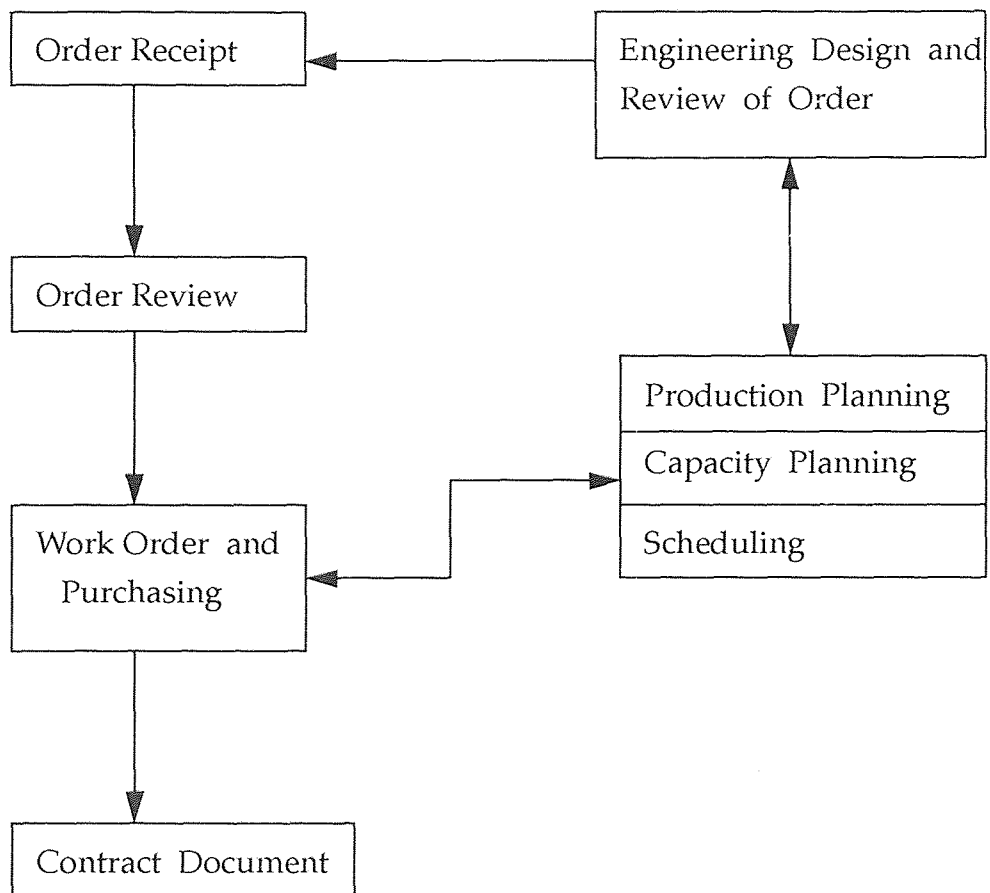 Order Receipt
Engineering Design and
Review of Order
Order Review
Production Planning
Capacity Planning
Scheduling
Work Order and
Purchasing
Contract Document